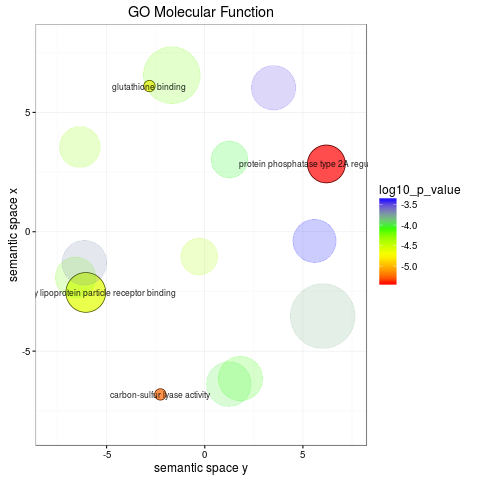 GO Molecular Function
glutathione binding
protein phosphatase type 2A regu
y lipoprotein particle receptor binding
carbon-sulfur lyase activity
5
0
-5
-5
0
5
semantic space x
semantic space y
log10_p_value
-3.5
-4.0
-4.5
-5.0